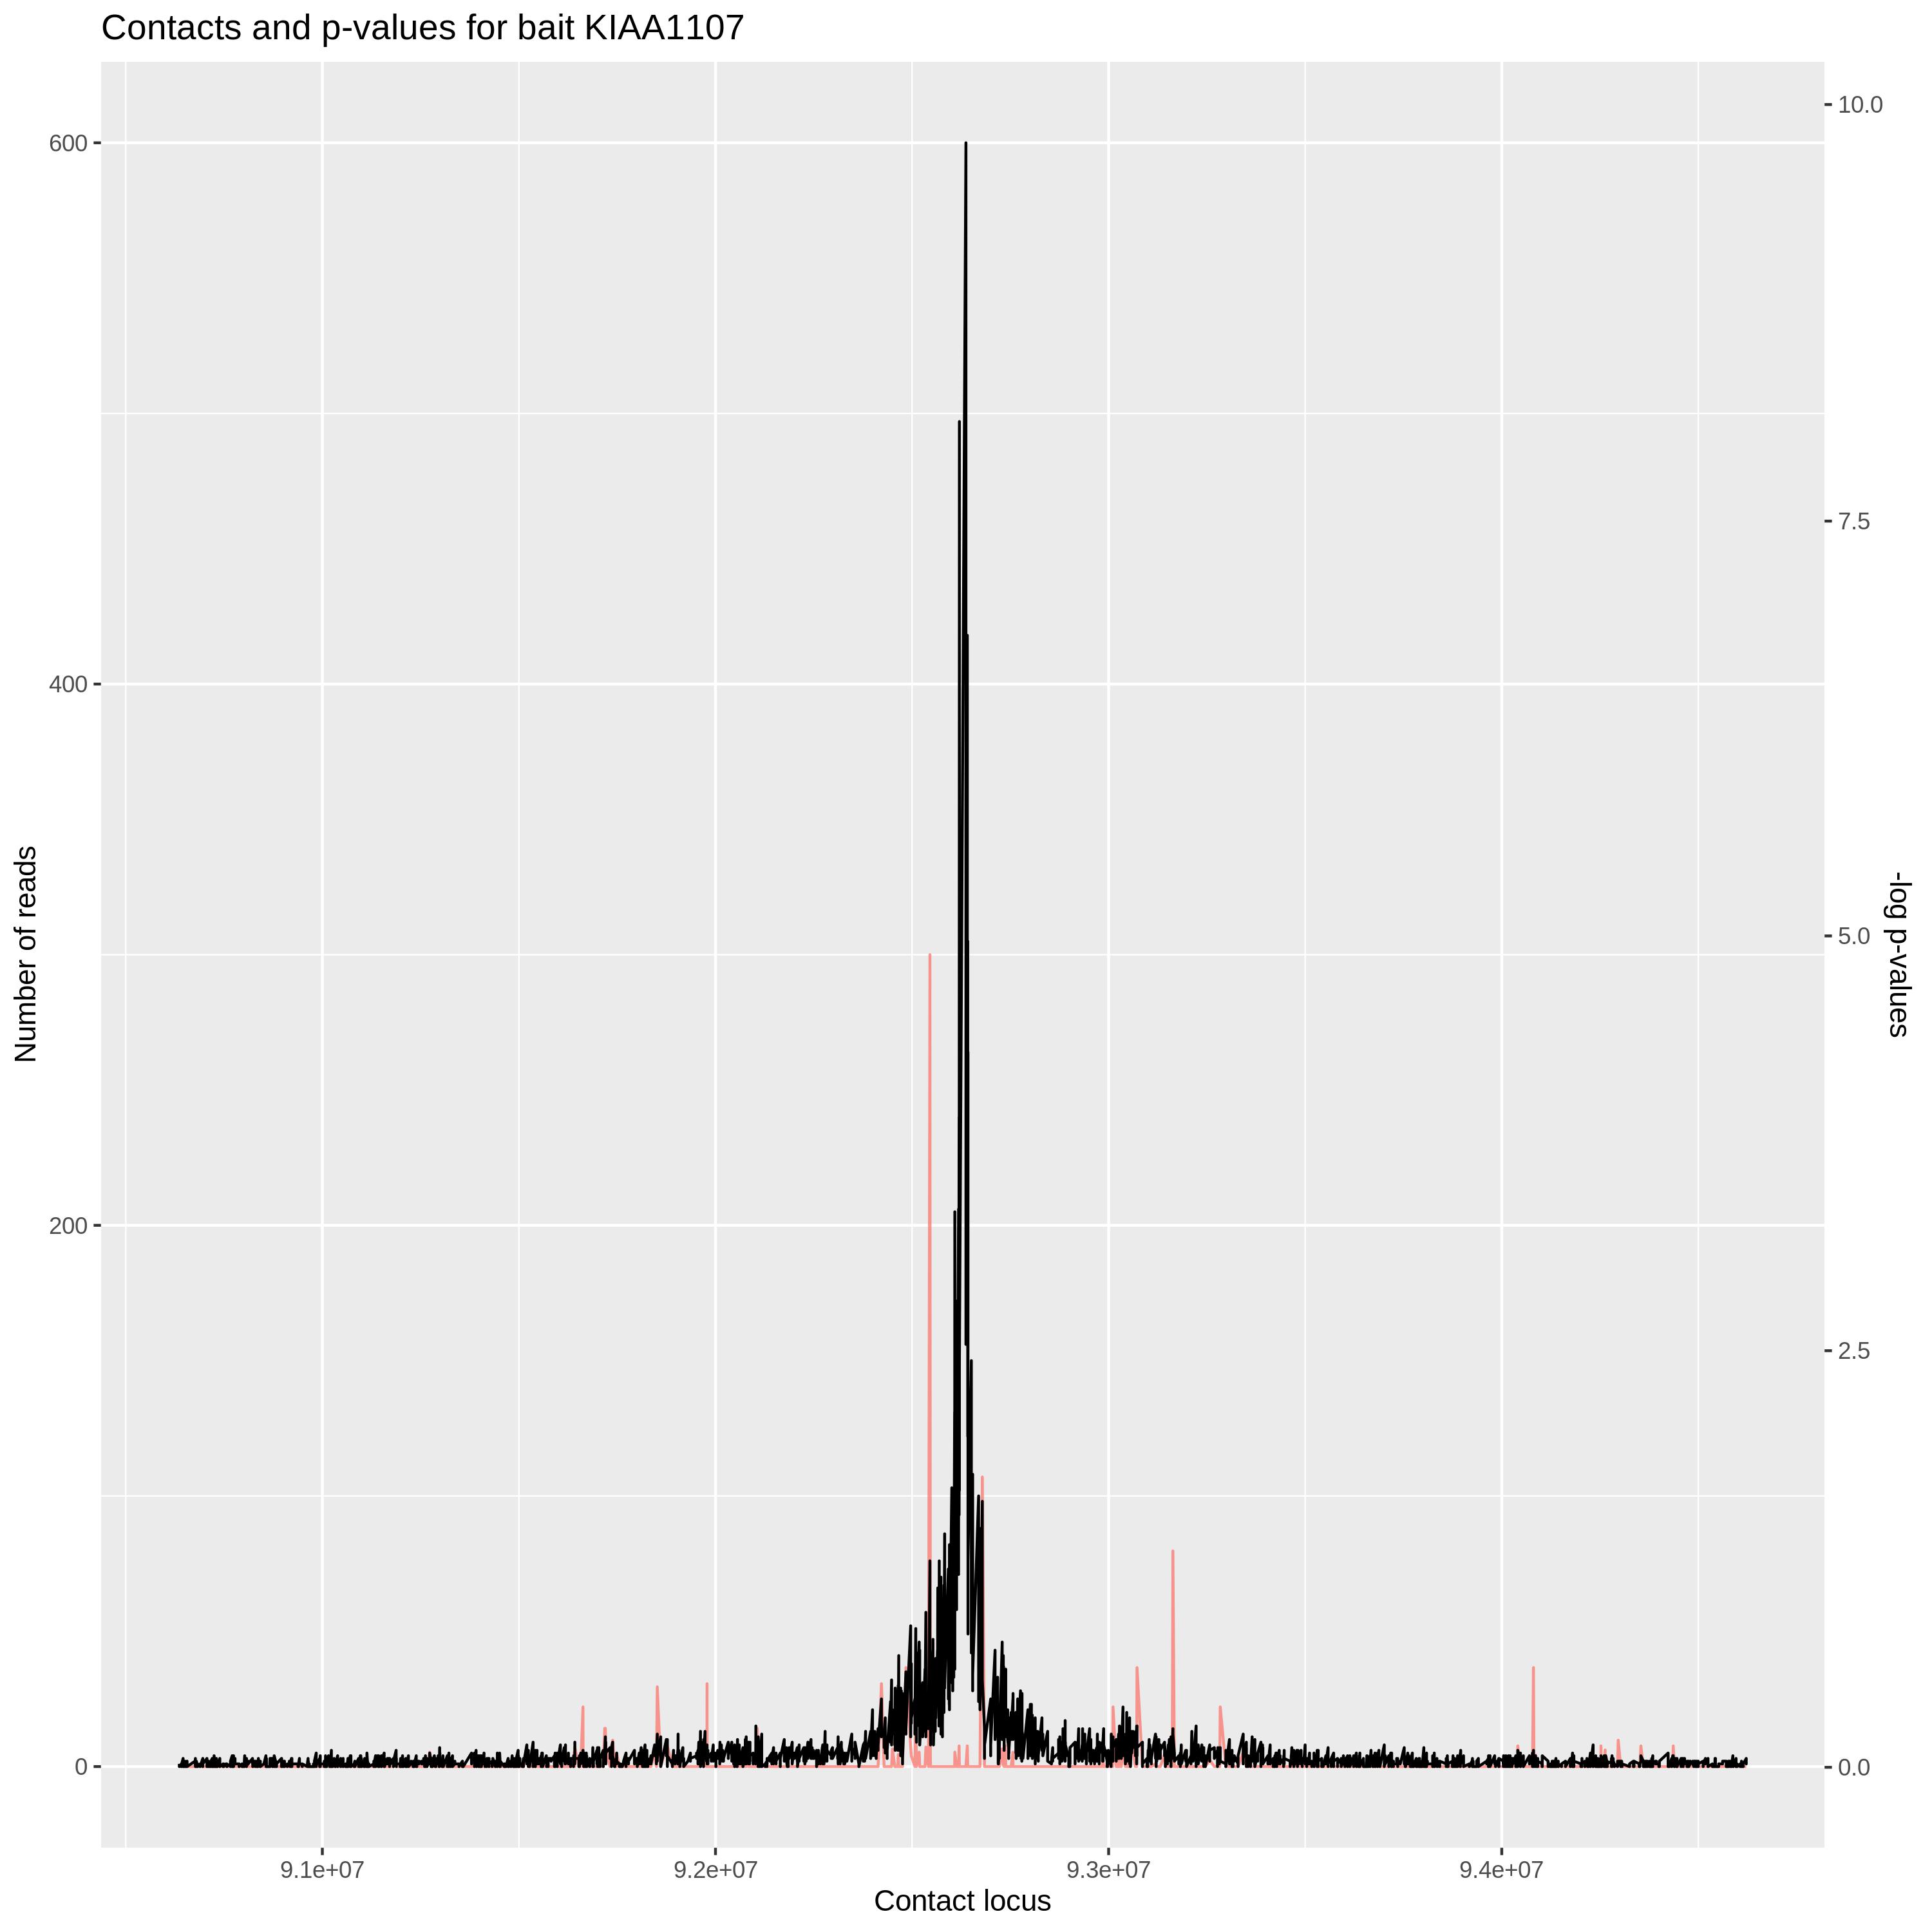 Contacts and p-values for bait KIAA1107
600
400
200
0
Number of reads
10.0
7.5
5.0
2.5
0.0
-log p-values
9.1e+07
9.2e+07
9.3e+07
9.4e+07
Contact locus